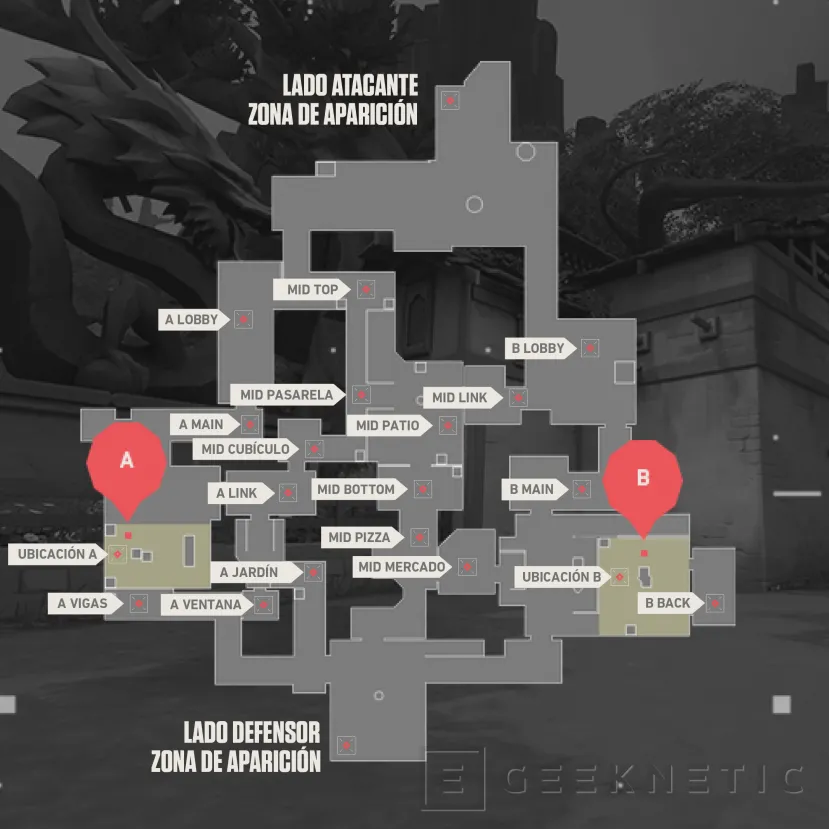 LADO ATACANTE
ZONA DE APARICIÓN
MID TOP
A LOBBY
B LOBBY
MID PASARELA
MID LINK
A MAIN
MID PATIO
MID CUBÍCULO
A
B
A LINK
MID BOTTOM
B MAIN
MID PIZZA
UBICACIÓN A
MID MERCADO
A JARDÍN
UBICACIÓN B
A VIGAS
A VENTANA
B BACK
LADO DEFENSOR
ZONA DE APARICIÓN
E GEEKNETIC